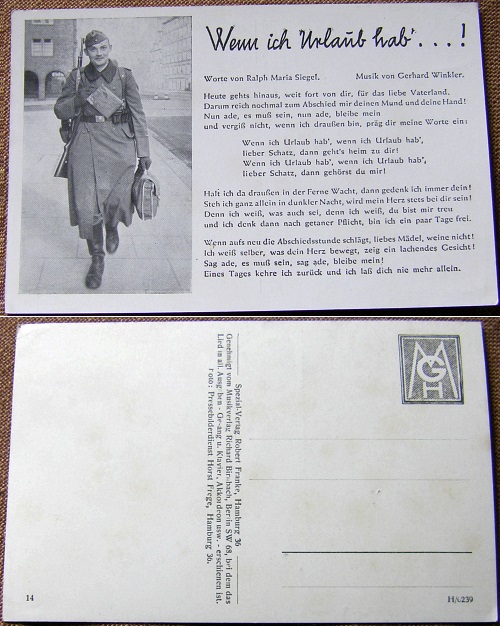 Wenn ich Urlaub hab'...!
Worte von Ralph Maria Siegel. Musik von Gerhard Winkler.
Heute gehts hinaus, weit fort von dir, für das liebe Vaterland.
Darum reich nochmal zum Abschied mir deinen Mund und deine Hand!
Nun ade, es muß sein, nun ade, bleibe mein
und vergiß nicht, wenn ich draußen bin, präg dir meine Worte ein:
Wenn ich Urlaub hab', wenn ich Urlaub hab',
lieber Schatz, dann geht's heim zu dir!
Wenn ich Urlaub hab', wenn ich Urlaub hab',
lieber Schatz, dann gehörst du mir!
Halt ich da draußen in der Ferne Wacht, dann gedenk ich immer dein!
Steh ich ganz allein in dunkler Nacht, wird mein Herz stets bei dir sein!
Denn ich weiß, was auch sei, denn ich weiß, du bist mir treu
und ich denk dann nach getaner Pflicht, bin ich ein paar Tage frei.
Wenn aufs neu die Abschiedsstunde schlägt, liebes Mädel, weine nicht!
Ich weiß selber, was dein Herz bewegt, zeig ein lachendes Gesicht!
Sag ade, es muß sein, sag ade, bleibe mein!
Eines Tages kehre ich zurück und ich laß dich nie mehr allein.
Spezial-Verlag Robert Franke, Hamburg 36
Genehmigt vom Musikverlag Richard Birnbach, Berlin SW 68, bei dem das
Lied in all. Ausgaben - Gesang u. Klavier, Akkordeon usw. - erschienen ist.
Foto: Pressebilderdienst Horst Frege, Hamburg 36.
MGH
14
H/0239